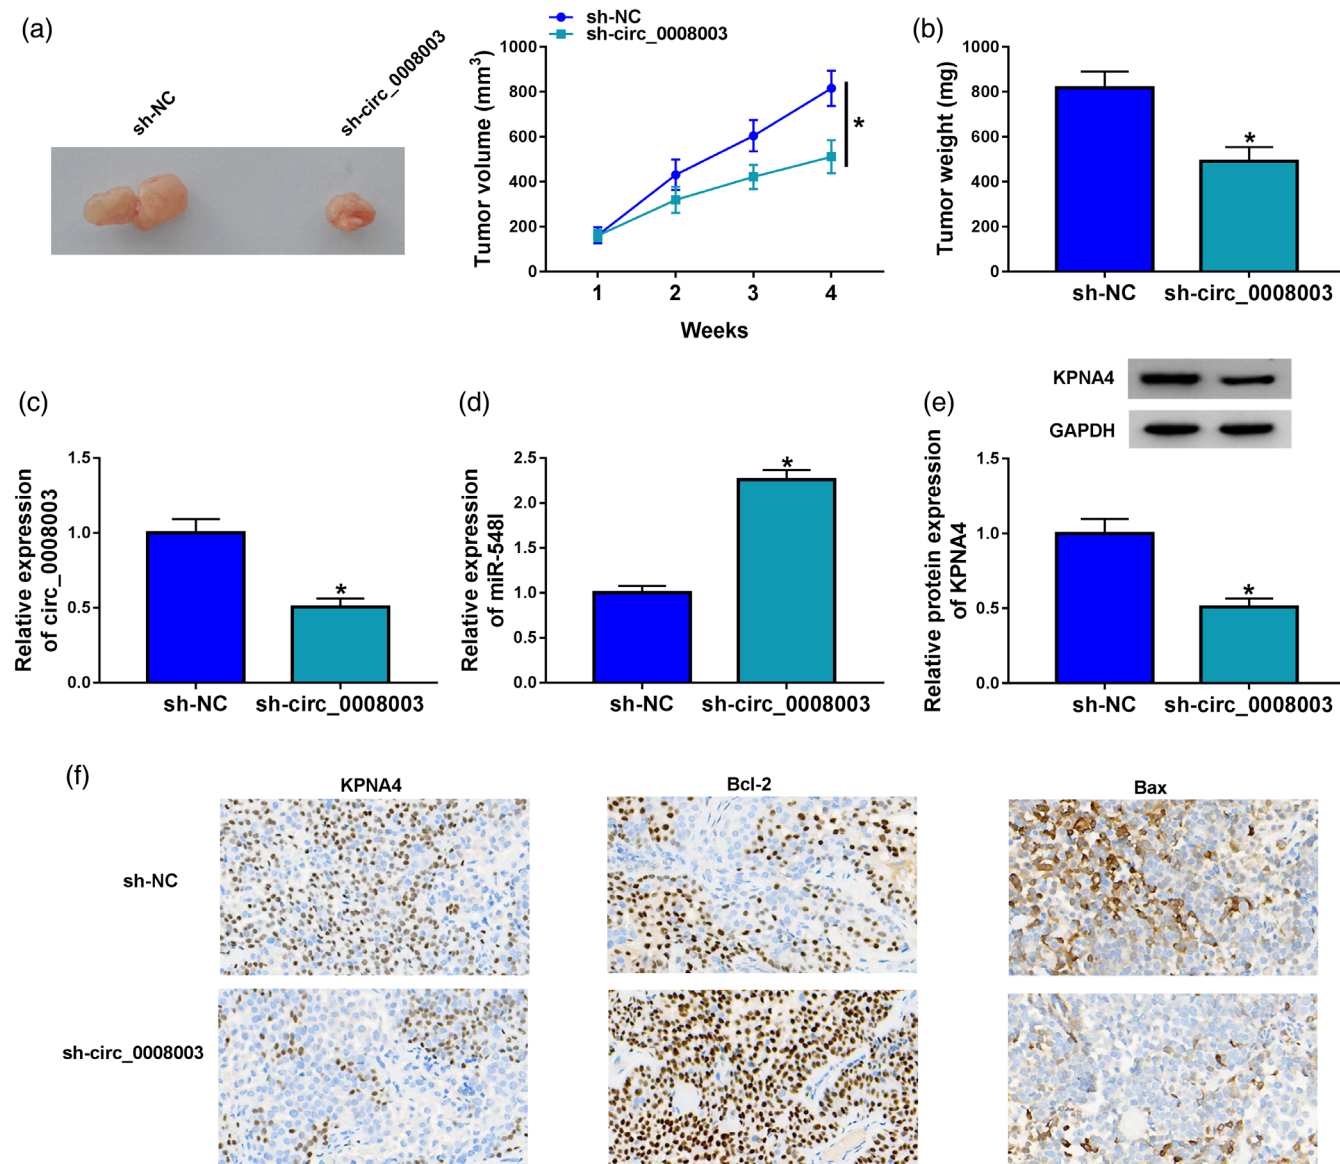 (a)
sh-NC
sh-circ_0008003
sh-NC
sh-circ_0008003
Tumor volume (mm³)
1000
800
600
400
200
0
*
1 2 3 4
Weeks
(b)
Tumor weight (mg)
1000
800
600
400
200
0
*
sh-NC sh-circ_0008003
(c)
Relative expression
of circ_0008003
1.5
1.0
0.5
0.0
*
sh-NC sh-circ_0008003
(d)
Relative expression
of miR-548l
2.5
2.0
1.5
1.0
0.5
0.0
*
sh-NC sh-circ_0008003
(e)
KPNA4
GAPDH
Relative protein expression
of KPNA4
1.5
1.0
0.5
0.0
*
sh-NC sh-circ_0008003
(f)
KPNA4 Bcl-2 Bax
sh-NC
sh-circ_0008003